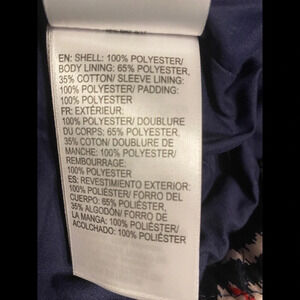 EN: SHELL: 100% POLYESTER/
BODY LINING: 65% POLYESTER,
35% COTTON/ SLEEVE LINING:
100% POLYESTER/ PADDING:
100% POLYESTER
FR: EXTÉRIEUR:
100% POLYESTER/ DOUBLURE
DU CORPS: 65% POLYESTER,
35% COTON/ DOUBLURE DE
MANCHE: 100% POLYESTER/
REMBOURRAGE:
100% POLYESTER
ES: REVESTIMIENTO EXTERIOR:
100% POLIÉSTER/ FORRO DEL
CUERPO: 65% POLIÉSTER,
35% ALGODÓN/ FORRO DE
LA MANGA: 100% POLIÉSTER/
ACOLCHADO: 100% POLIÉSTER